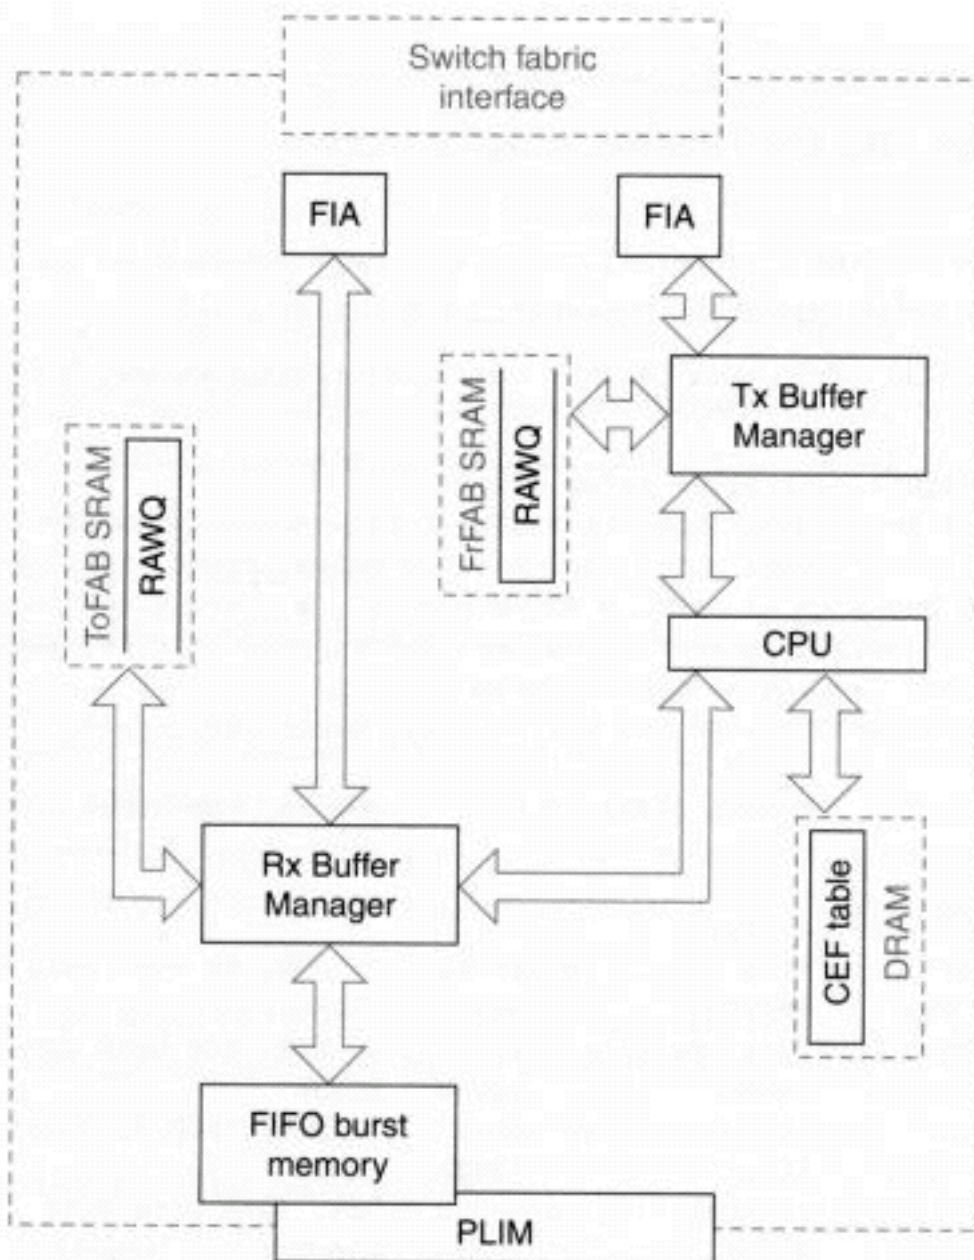 Switch fabric
interface
FIA
FIA
Tx Buffer
Manager
FrFAB SRAM
RAWQ
ToFAB SRAM
RAWQ
CPU
Rx Buffer
Manager
CEF table
DRAM
FIFO burst
memory
PLIM